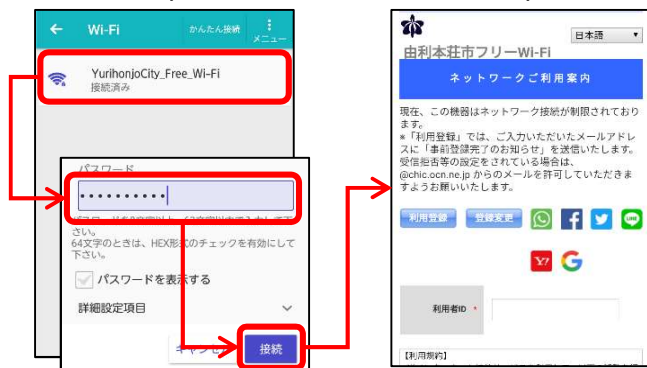 Wi-Fi
かんたん接続
メニュー
YurihonjoCity_Free_Wi-Fi
接続済み
パスワード
••••••••••
さい。
64文字のときは、HEX形式のチェックを有効にして
下さい。
パスワードを表示する
詳細設定項目
キャンセル
接続
日本語
由利本荘市フリーWi-Fi
ネットワークご利用案内
現在、この機器はネットワーク接続が制限されており
ます。
*「利用登録」では、ご入力いただいたメールアドレ
スに「事前登録完了のお知らせ」を送信いたします。
受信拒否等の設定をされている場合は、
@chic.ocn.ne.jp からのメールを許可していただきま
すようお願いいたします。
利用登録
登録変更
利用者ID *
【利用規約】